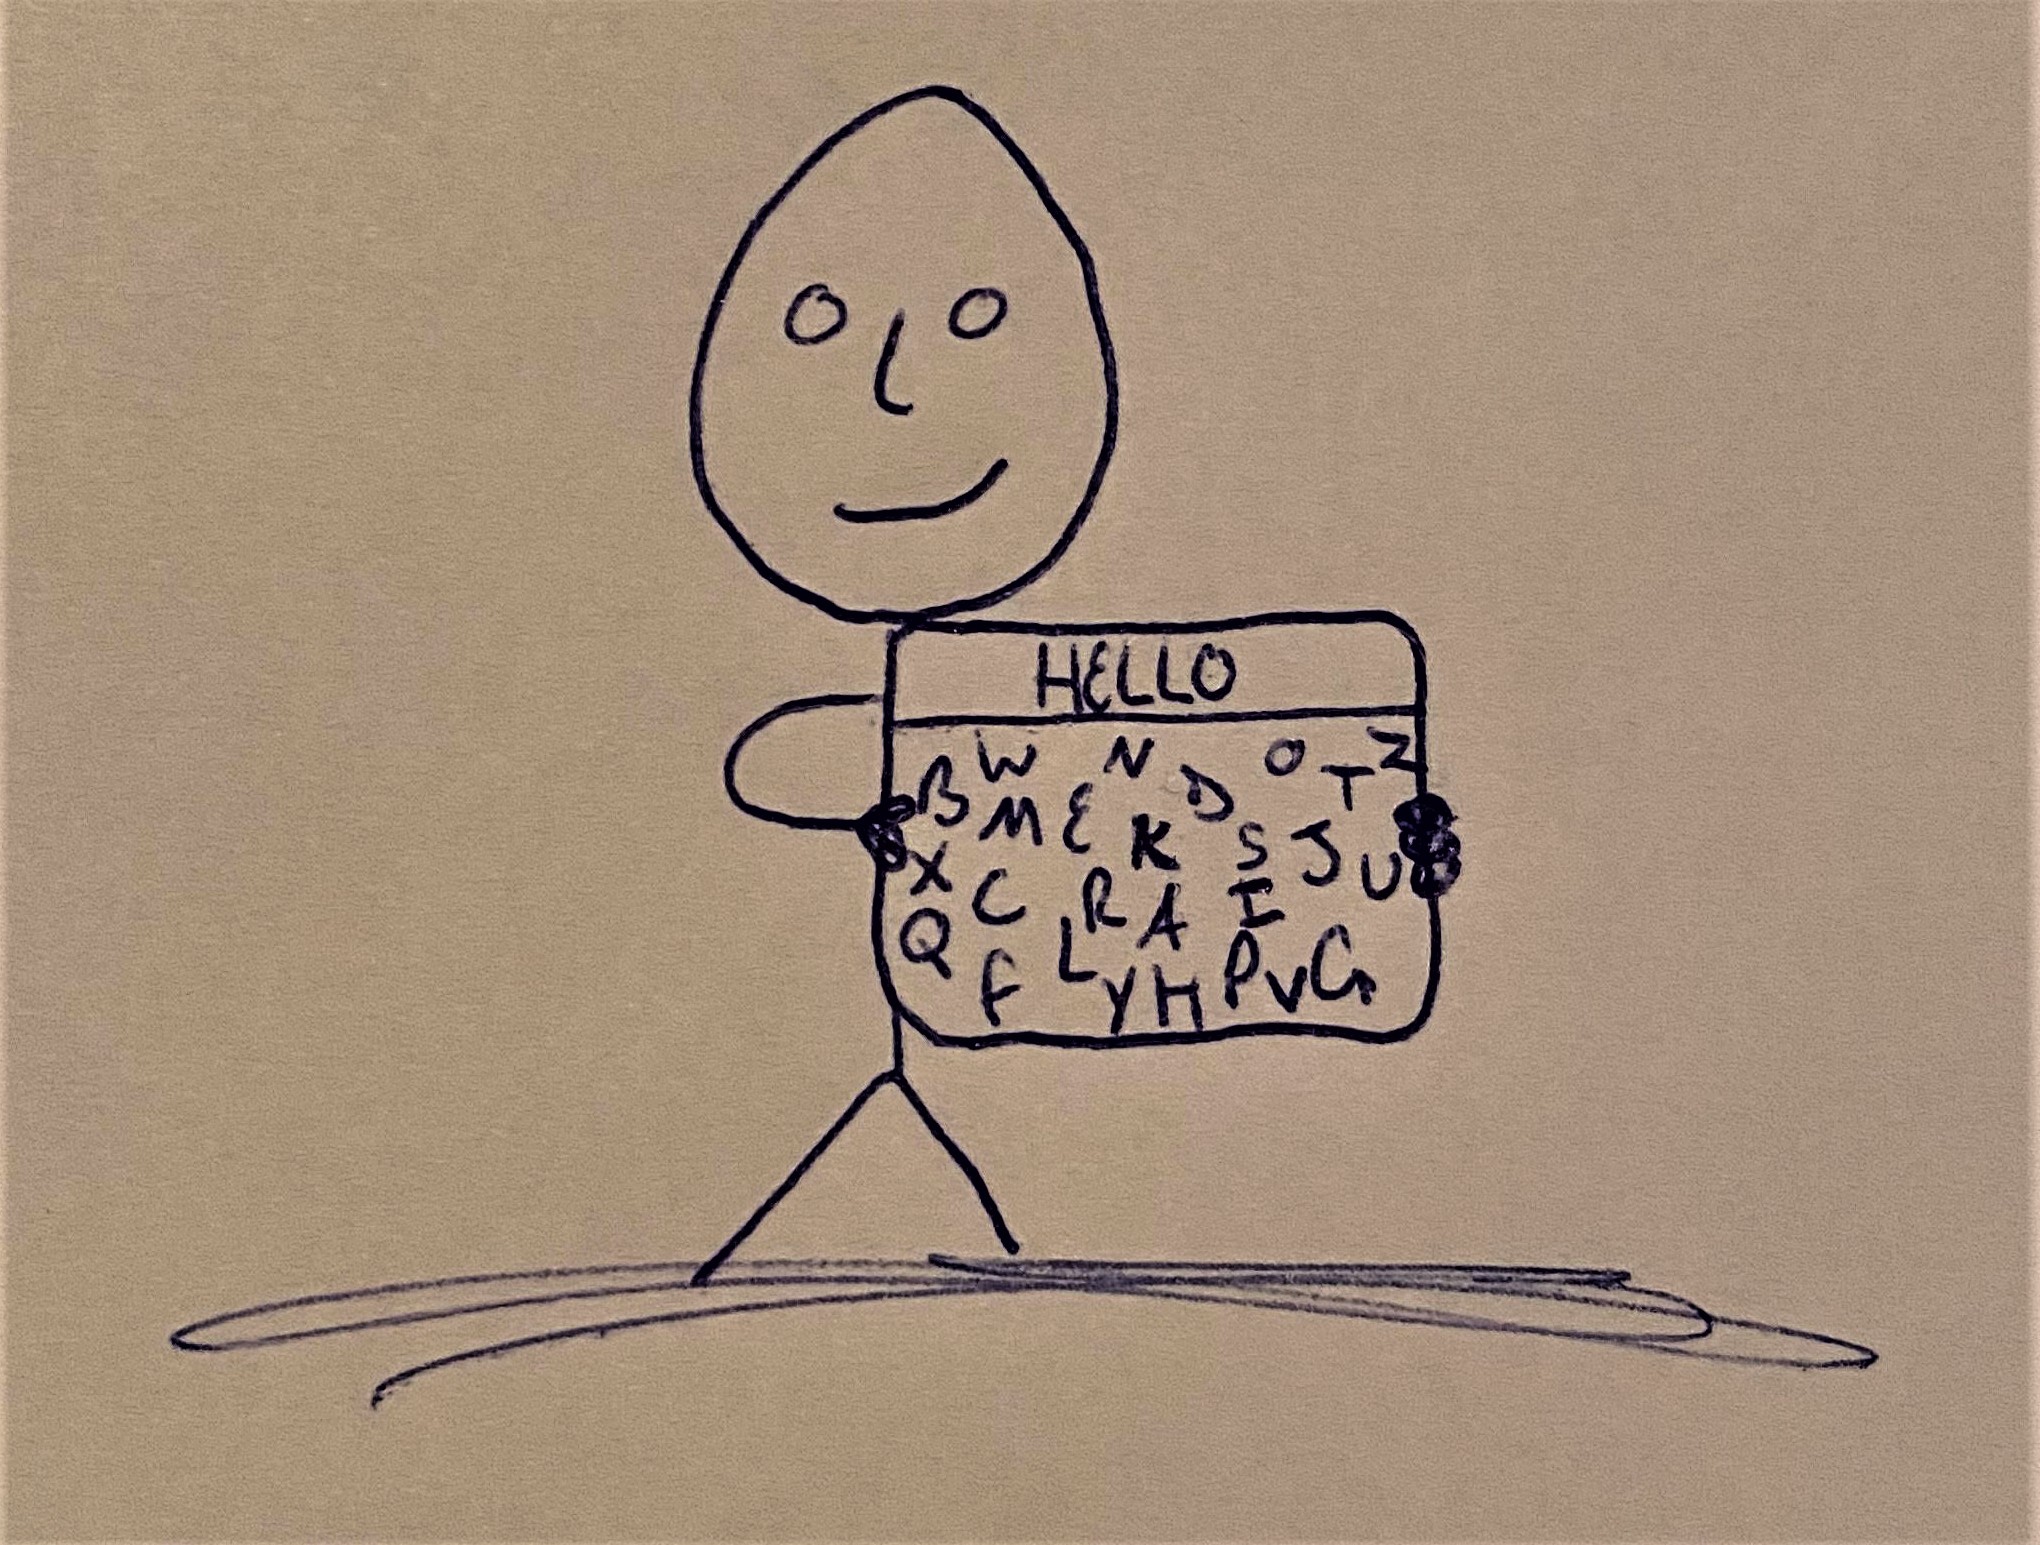 HELLO
W N O T Z
B M E K D S J U
X C R A I
Q F L Y H P V G